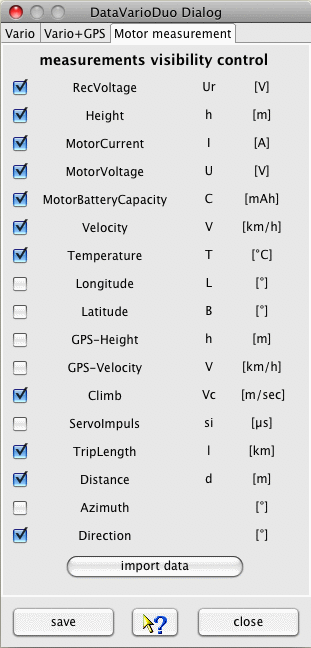 DataVarioDuo Dialog
Vario Vario+GPS Motor measurement
measurements visibility control
RecVoltage Ur [V]
Height h [m]
MotorCurrent I [A]
MotorVoltage U [V]
MotorBatteryCapacity C [mAh]
Velocity V [km/h]
Temperature T [°C]
Longitude L [°]
Latitude B [°]
GPS-Height h [m]
GPS-Velocity V [km/h]
Climb Vc [m/sec]
ServoImpuls si [µs]
TripLength l [km]
Distance d [m]
Azimuth [°]
Direction [°]
import data
save ? close